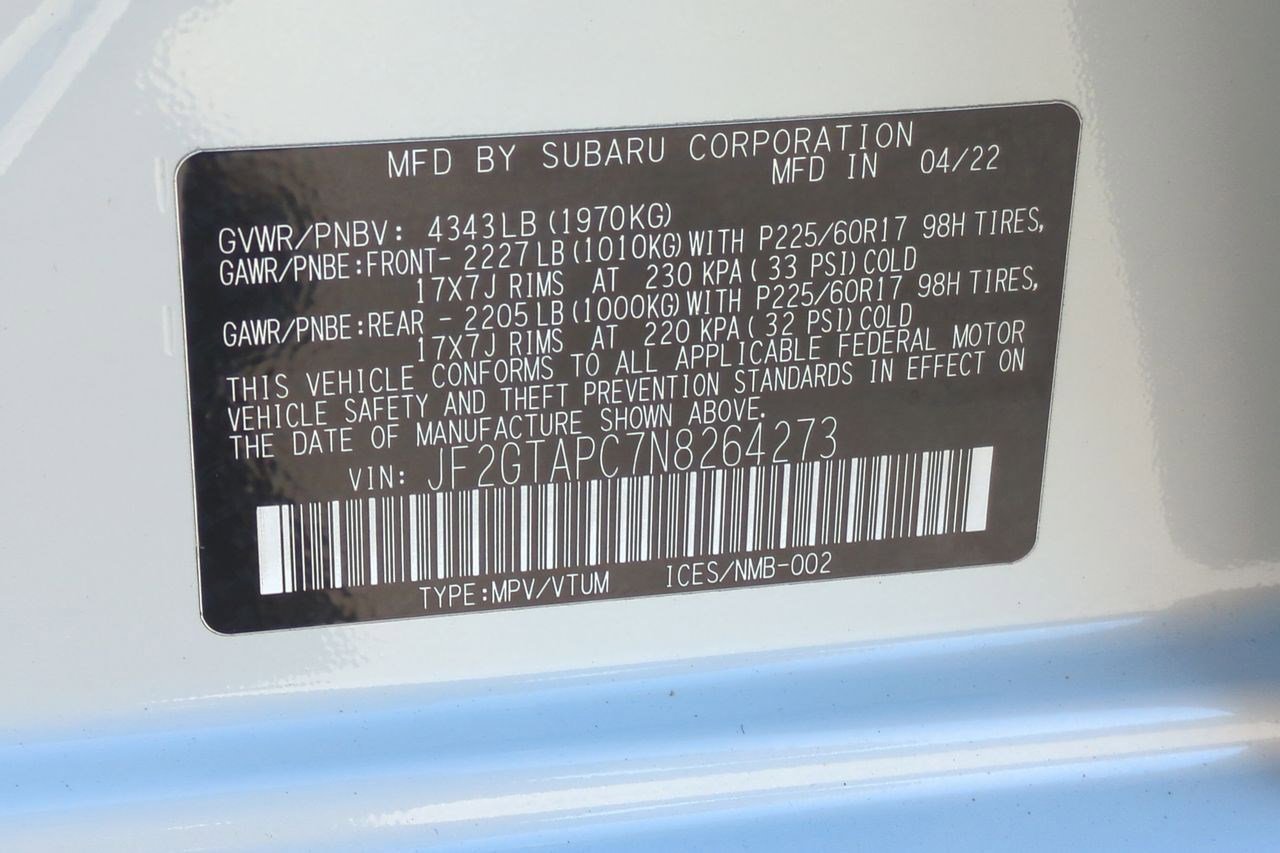 MFD BY SUBARU CORPORATION
MFD IN 04/22
GVWR/PNBV: 4343LB (1970KG)
GAWR/PNBE:FRONT- 2227LB (1010KG) WITH P225/60R17 98H TIRES,
17X7J RIMS AT 230 KPA (33 PSI) COLD
GAWR/PNBE:REAR - 2205LB (1000KG) WITH P225/60R17 98H TIRES,
17X7J RIMS AT 220 KPA (32 PSI) COLD
THIS VEHICLE CONFORMS TO ALL APPLICABLE FEDERAL MOTOR
VEHICLE SAFETY AND THEFT PREVENTION STANDARDS IN EFFECT ON
THE DATE OF MANUFACTURE SHOWN ABOVE.
VIN: JF2GTAPC7N8264273
TYPE:MPV/VTUM ICES/NMB-002